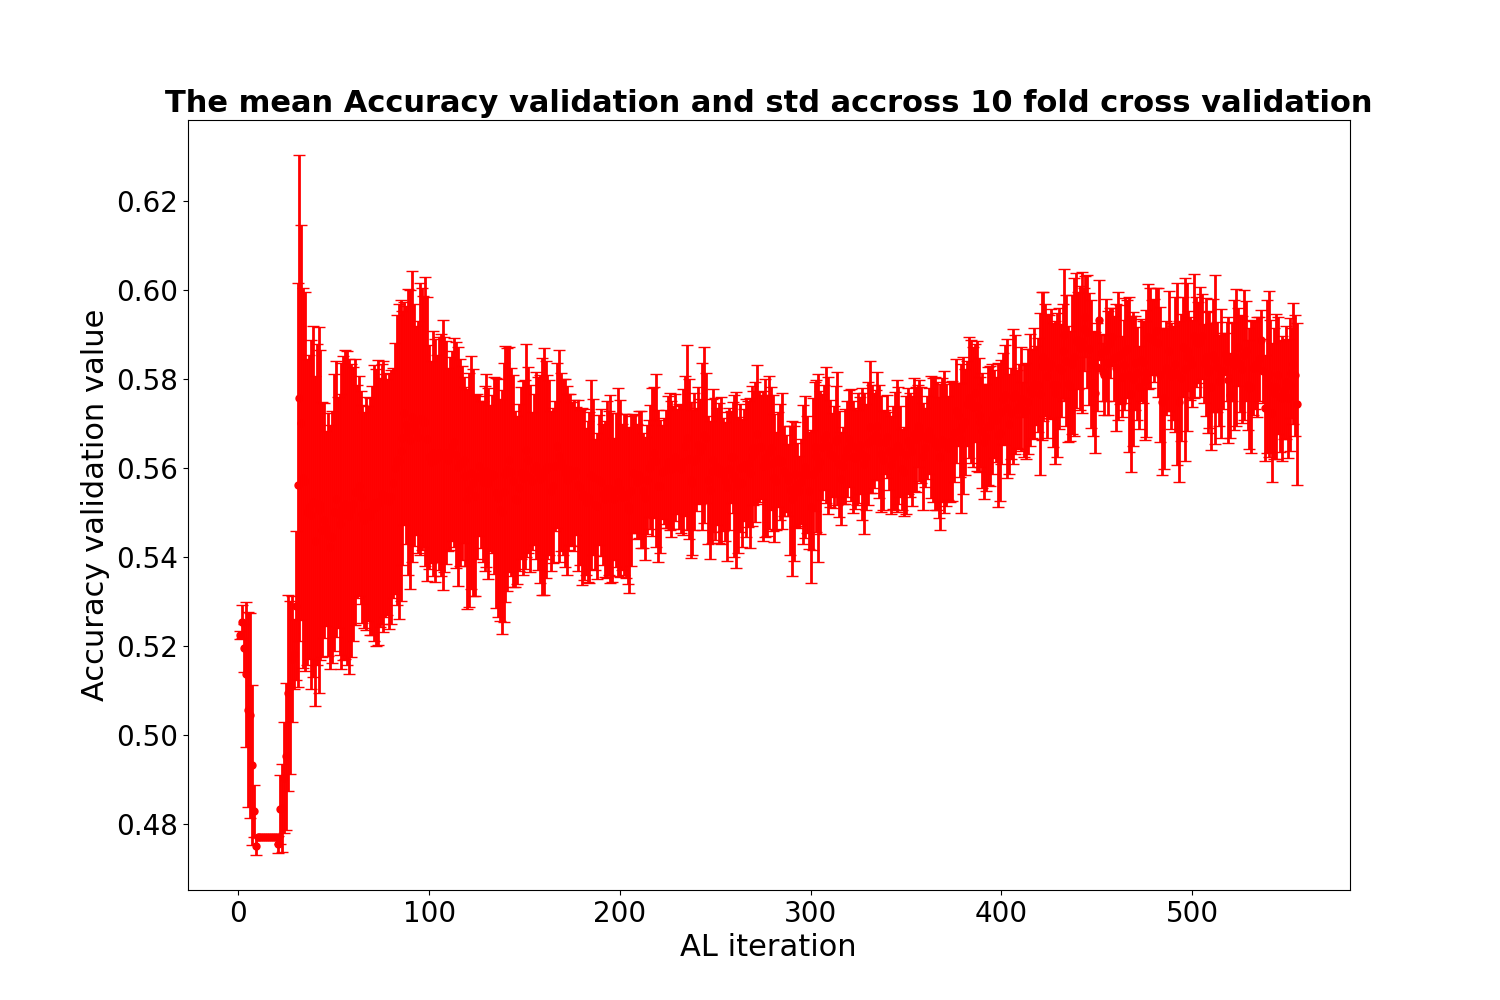 The mean Accuracy validation and std accross 10 fold cross validation
Accuracy validation value
0.62
0.60
0.58
0.56
0.54
0.52
0.50
0.48
0 100 200 300 400 500
AL iteration